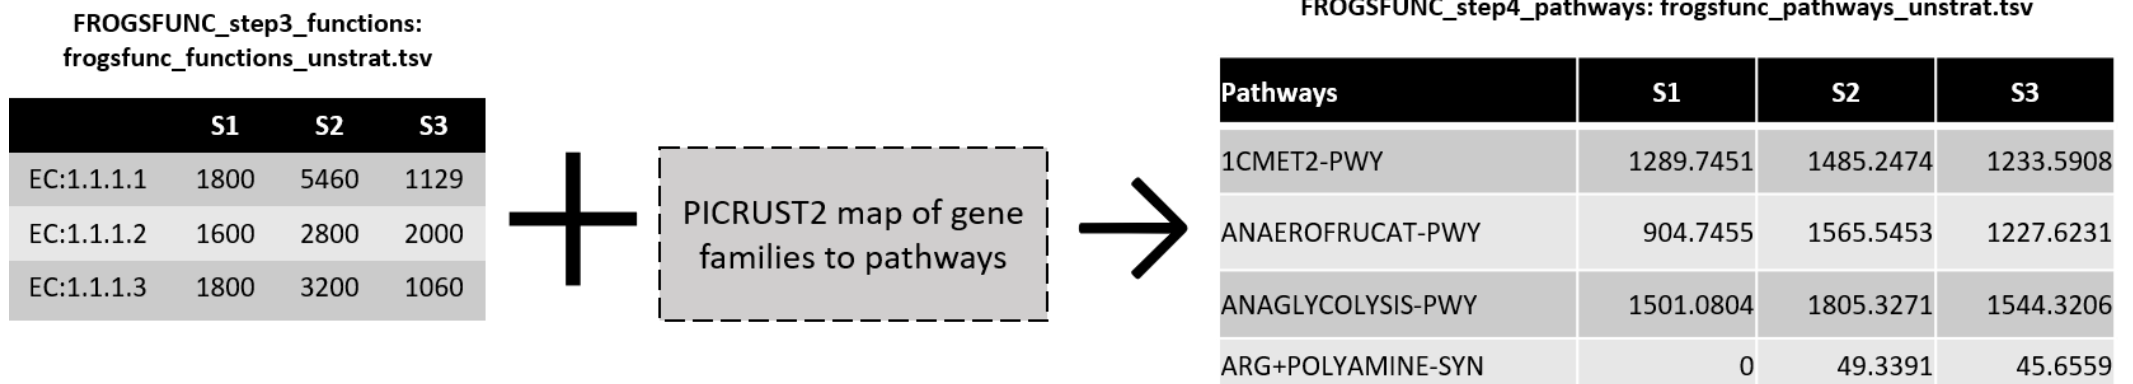 FROGSFUNC_step3_functions:
frogsfunc_functions_unstrat.tsv
S1 S2 S3
EC:1.1.1.1 1800 5460 1129
EC:1.1.1.2 1600 2800 2000
EC:1.1.1.3 1800 3200 1060
PICRUST2 map of gene
families to pathways
FROGSFUNC_step4_pathways: frogsfunc_pathways_unstrat.tsv
Pathways S1 S2 S3
1CMET2-PWY 1289.7451 1485.2474 1233.5908
ANAEROFRUCAT-PWY 904.7455 1565.5453 1227.6231
ANAGLYCOLYSIS-PWY 1501.0804 1805.3271 1544.3206
ARG+POLYAMINE-SYN 0 49.3391 45.6559